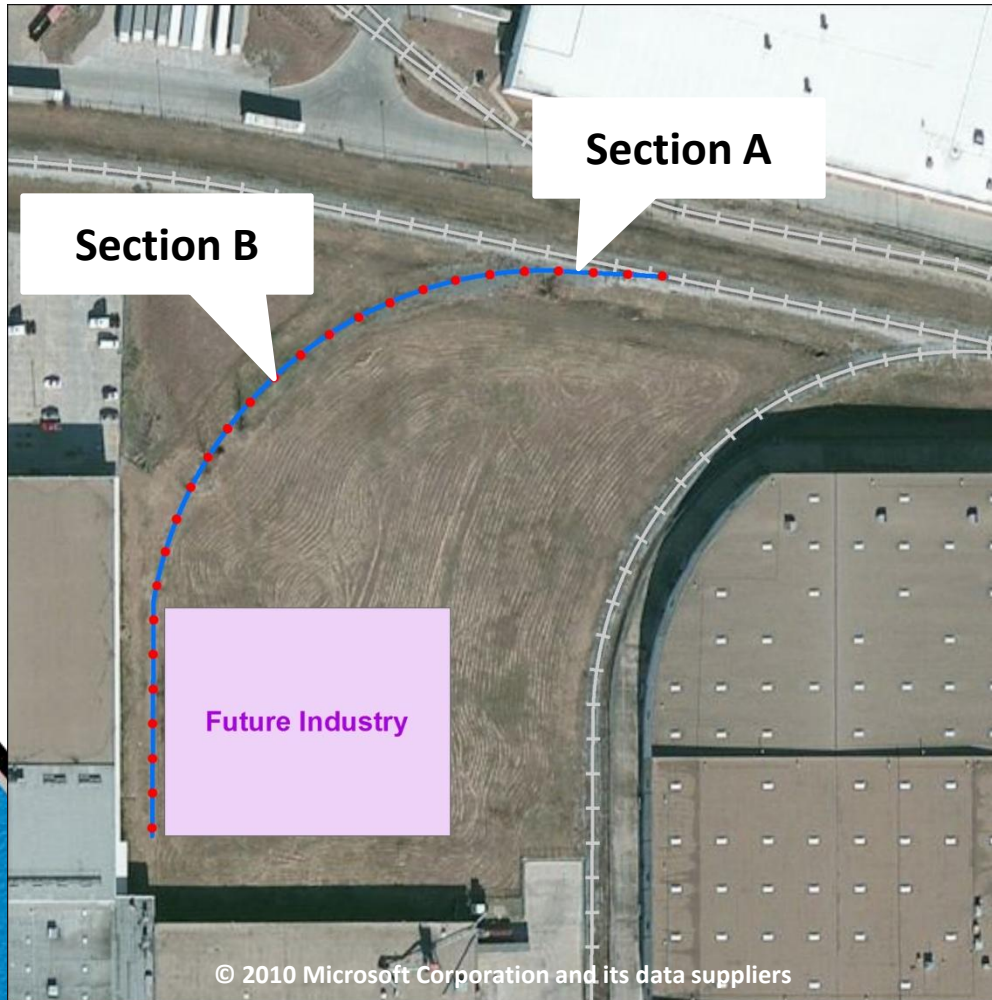 Section A
Section B
Future Industry
© 2010 Microsoft Corporation and its data suppliers